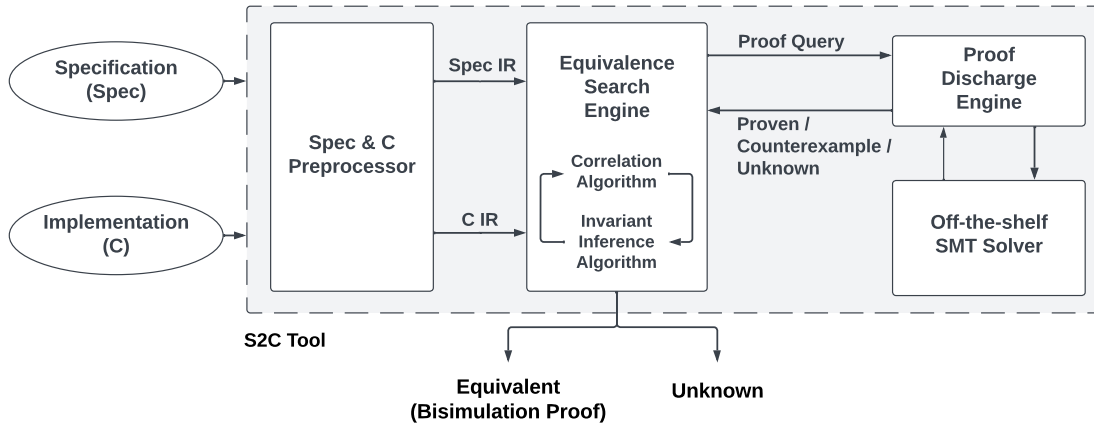 Specification
(Spec)
Implementation
(C)
Spec & C
Preprocessor
Spec IR
C IR
Equivalence
Search
Engine
Correlation
Algorithm
Invariant
Inference
Algorithm
Proof Query
Proven /
Counterexample /
Unknown
Proof
Discharge
Engine
Off-the-shelf
SMT Solver
S2C Tool
Equivalent
(Bisimulation Proof)
Unknown